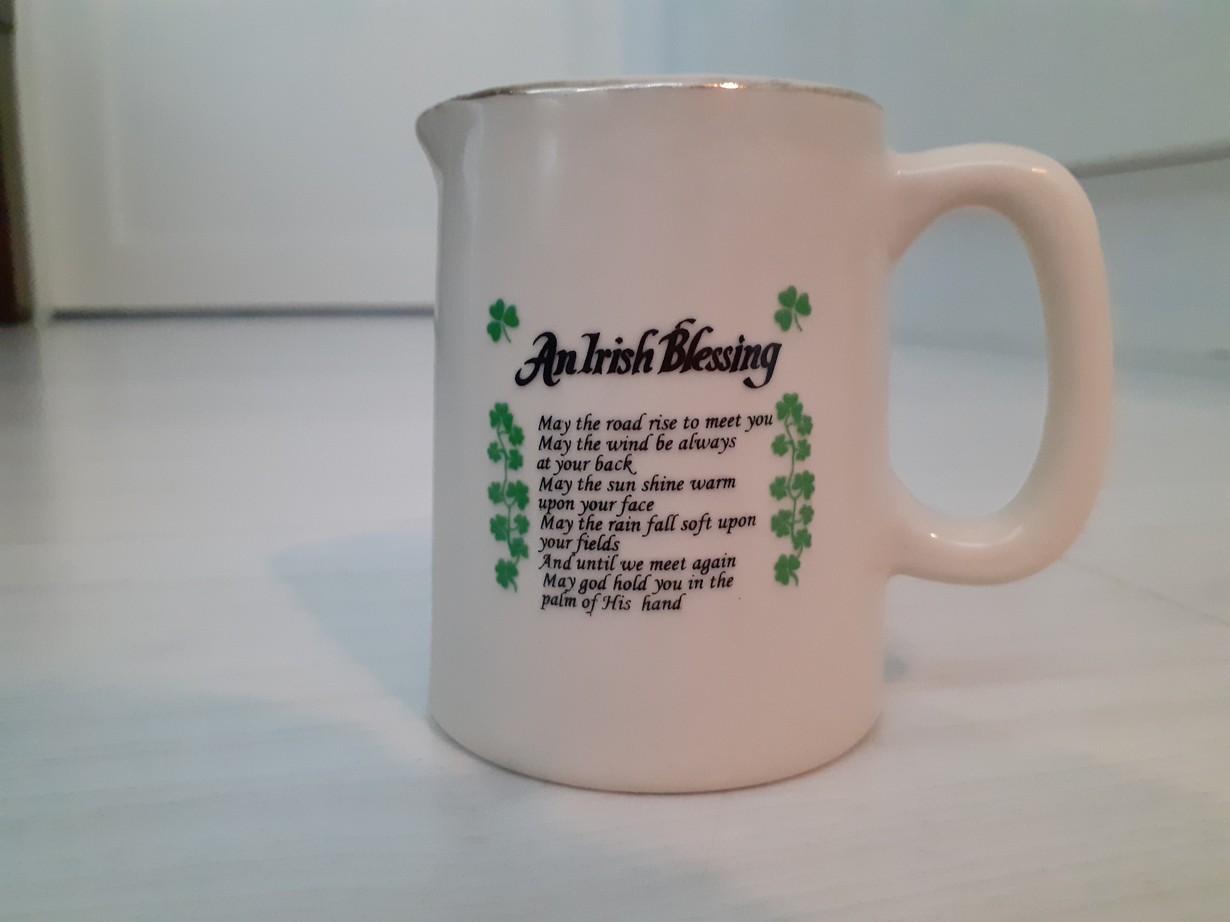 An Irish Blessing
May the road rise to meet you
May the wind be always
at your back
May the sun shine warm
upon your face
May the rain fall soft upon
your fields
And until we meet again
May god hold you in the
palm of His hand